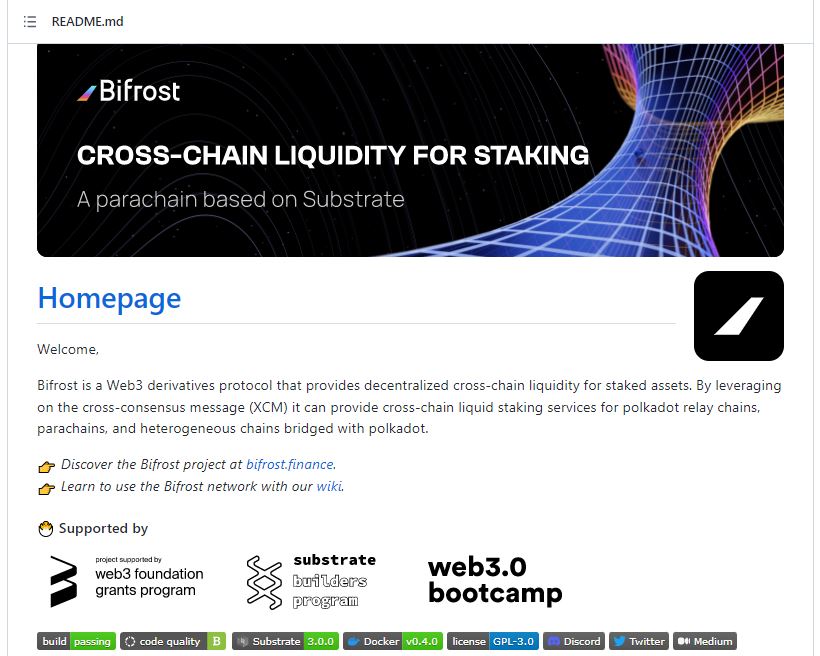 README.md
Bifrost
CROSS-CHAIN LIQUIDITY FOR STAKING
A parachain based on Substrate
Homepage
Welcome,
Bifrost is a Web3 derivatives protocol that provides decentralized cross-chain liquidity for staked assets. By leveraging
on the cross-consensus message (XCM) it can provide cross-chain liquid staking services for polkadot relay chains,
parachains, and heterogeneous chains bridged with polkadot.
👉 Discover the Bifrost project at bifrost.finance.
👉 Learn to use the Bifrost network with our wiki.
🐣 Supported by
project supported by
web3 foundation
grants program
substrate
builders
program
web3.0
bootcamp
build passing code quality B Substrate 3.0.0 Docker v0.4.0 license GPL-3.0 Discord Twitter Medium